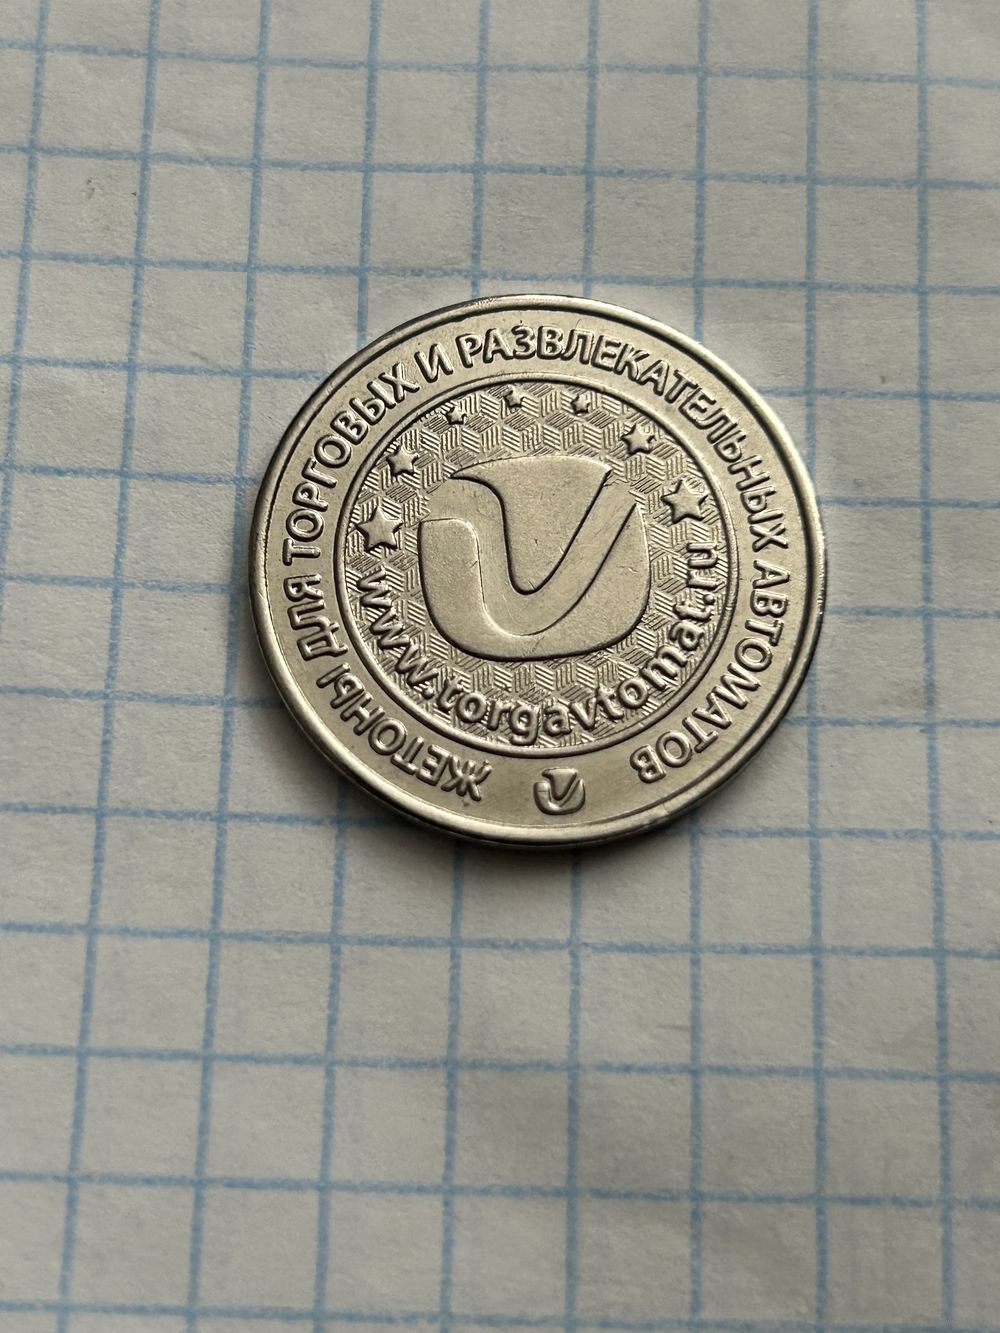 ЖЕТОНЫ ДЛЯ ТОРГОВЫХ И РАЗВЛЕКАТЕЛЬНЫХ АВТОМАТОВ
www.torgavtomat.ru